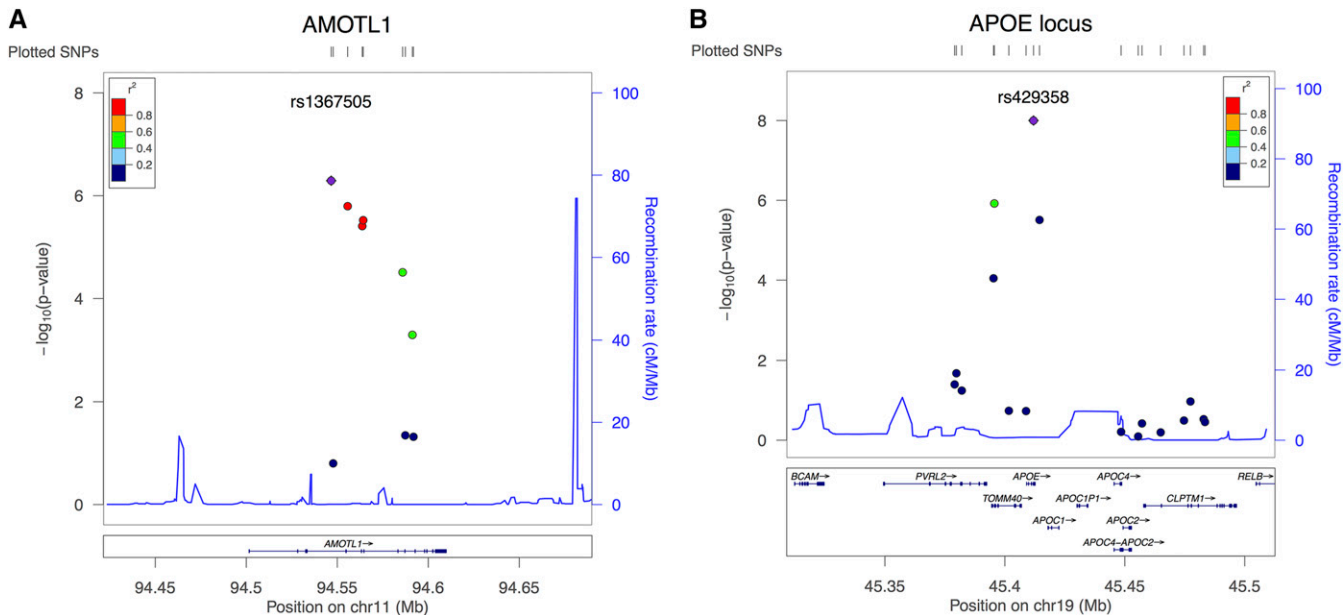 A
AMOTL1
Plotted SNPs
r²
0.8
0.6
0.4
0.2
rs1367505
8
6
4
2
0
−log₁₀(p−value)
100
80
60
40
20
0
Recombination rate (cM/Mb)
AMOTL1→
94.45 94.5 94.55 94.6 94.65
Position on chr11 (Mb)
B
APOE locus
Plotted SNPs
rs429358
r²
0.8
0.6
0.4
0.2
8
6
4
2
0
−log₁₀(p−value)
100
80
60
40
20
0
Recombination rate (cM/Mb)
BCAM→ PVRL2→ APOE→ APOC4→ RELB→
TOMM40→ APOC1P1→ CLPTM1→
APOC1→ APOC2→
APOC4−APOC2→
45.35 45.4 45.45 45.5
Position on chr19 (Mb)